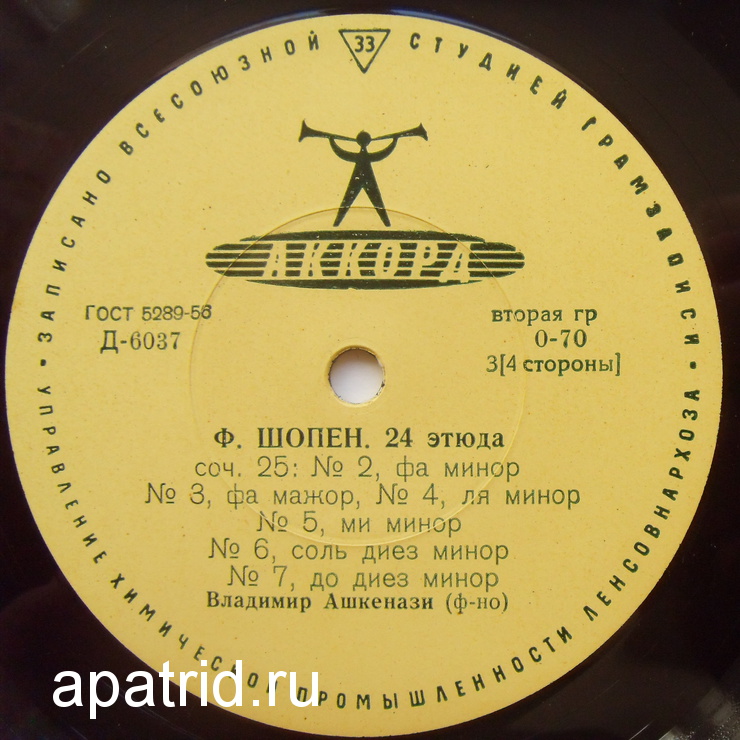 ЗАПИСАНО ВСЕСОЮЗНОЙ СТУДИЕЙ ГРАМЗАПИСИ •
33
АККОРД
ГОСТ 5289-56
Д-6037
вторая гр
0-70
3[4 стороны]
Ф. ШОПЕН. 24 этюда
соч. 25: № 2, фа минор
№ 3, фа мажор, № 4, ля минор
№ 5, ми минор
№ 6, соль диез минор
№ 7, до диез минор
Владимир Ашкенази (ф-но)
УПРАВЛЕНИЕ ХИМИЧЕСКОЙ ПРОМЫШЛЕННОСТИ ЛЕНСОВНАРХОЗА •
apatrid.ru